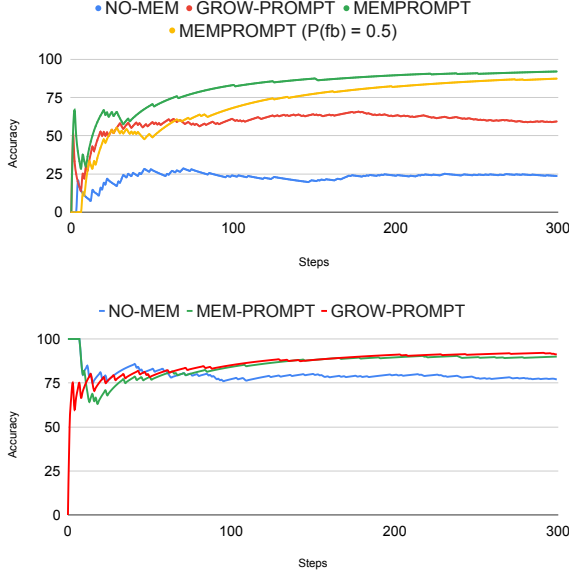 NO-MEM GROW-PROMPT MEMPROMPT
MEMPROMPT (P(fb) = 0.5)
100
75
50
25
0
Accuracy
0 100 200 300
Steps
NO-MEM MEM-PROMPT GROW-PROMPT
100
75
50
25
0
Accuracy
0 100 200 300
Steps